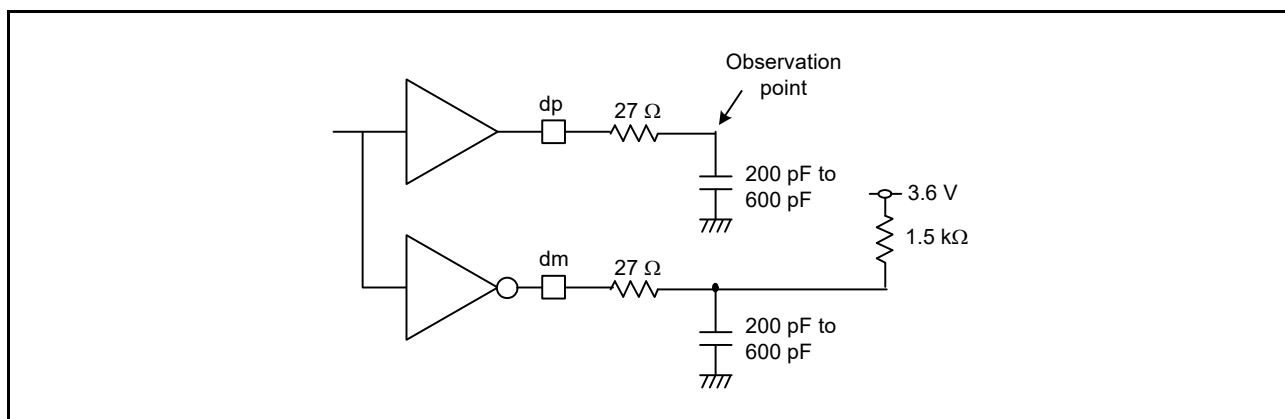 Observation
point
dp
27 Ω
200 pF to
600 pF
3.6 V
1.5 kΩ
dm
27 Ω
200 pF to
600 pF